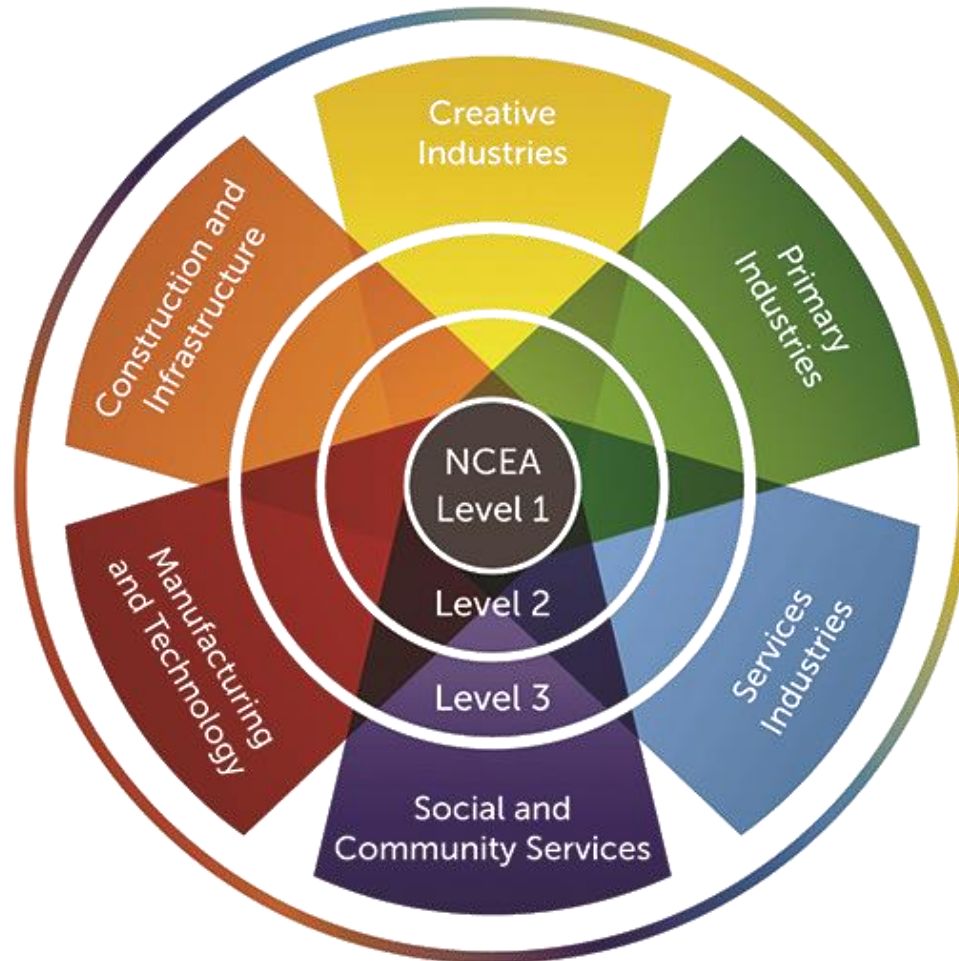 Creative
Industries
Primary
Industries
Services
Industries
Social and
Community Services
Manufacturing
and Technology
Construction and
Infrastructure
NCEA
Level 1
Level 2
Level 3